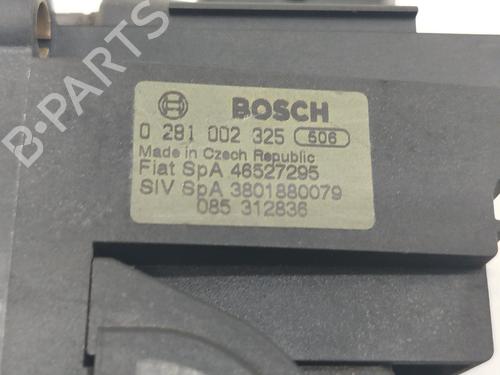 B-PARTS
BOSCH
0 281 002 325 506
Made in Czech Republic
Fiat SpA 46527295
SIV SpA 3801880079
085 312836